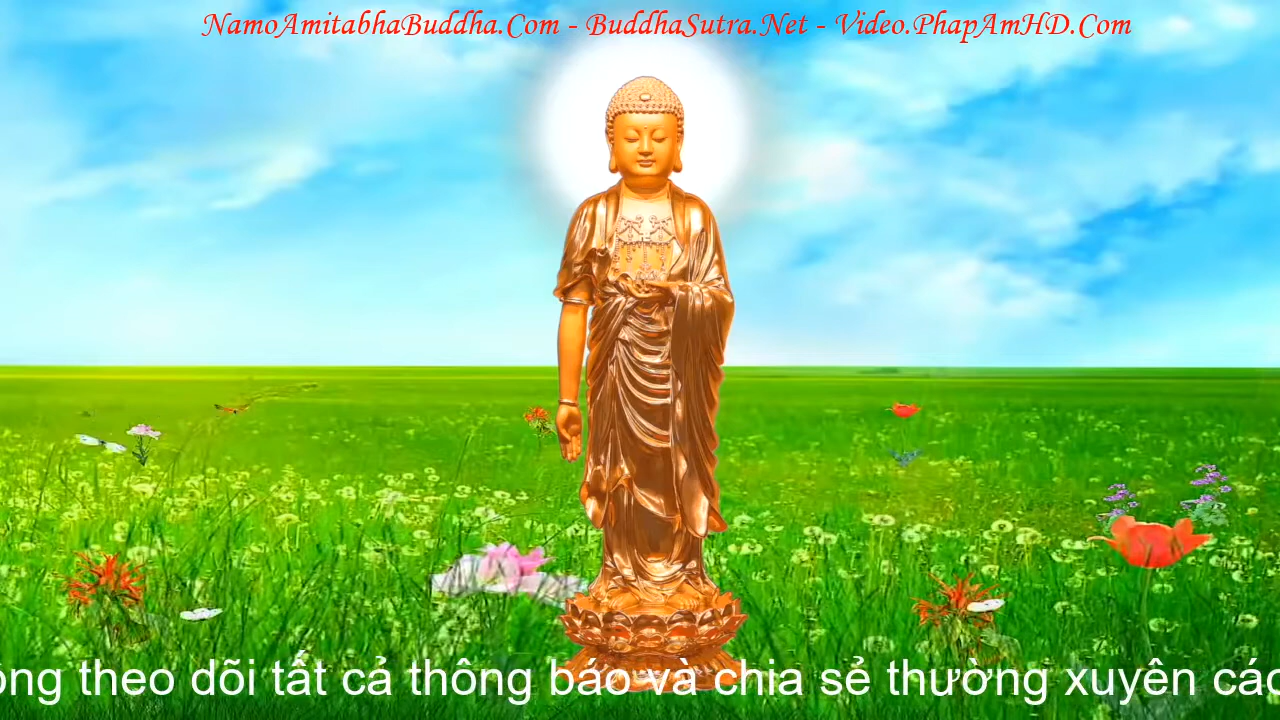 NamoAmitabhaBuddha.Com - BuddhaSutra.Net - Video.PhapAmHD.Com
theo dõi tất cả thông báo và chia sẻ thường xuyên